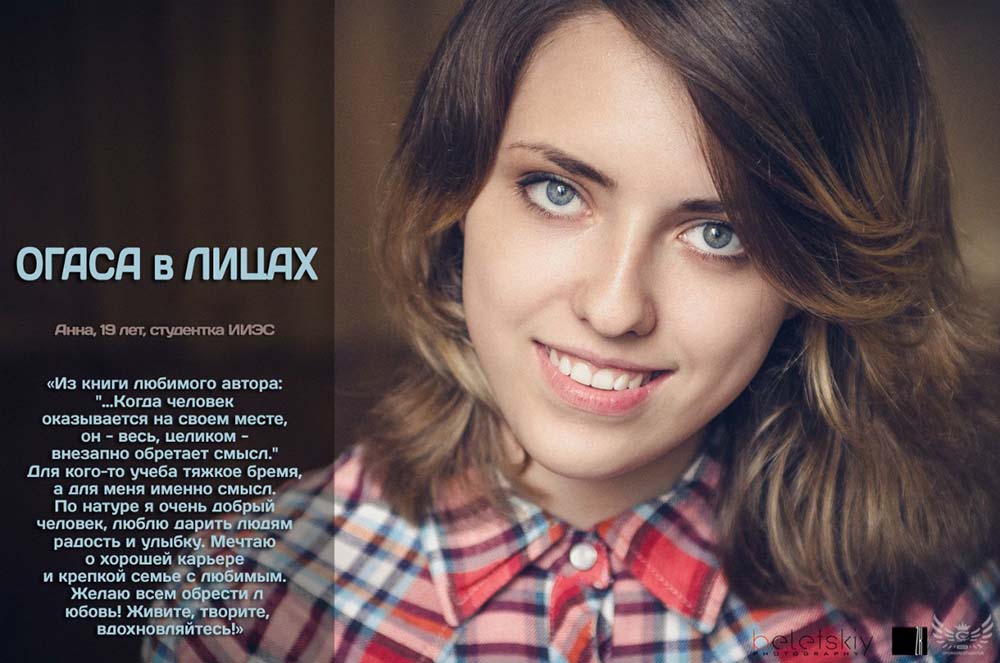 ОГАСА в ЛИЦАХ
Анна, 19 лет, студентка ИИЭС
«Из книги любимого автора:
"...Когда человек
оказывается на своем месте,
он - весь, целиком -
внезапно обретает смысл."
Для кого-то учеба тяжкое бремя,
а для меня именно смысл.
По натуре я очень добрый
человек, люблю дарить людям
радость и улыбку. Мечтаю
о хорошей карьере
и крепкой семье с любимым.
Желаю всем обрести л
юбовь! Живите, творите,
вдохновляйтесь!»
beletskiy
PHOTOGRAPHY